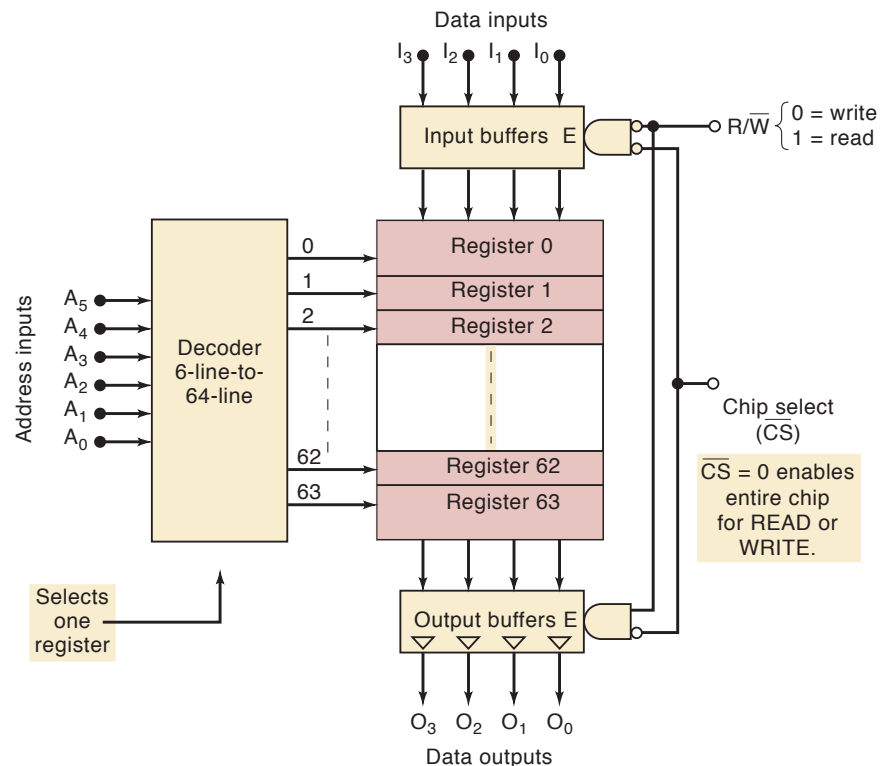 Data inputs
I₃ I₂ I₁ I₀
Input buffers E
R/W̅ { 0 = write
1 = read
0
Register 0
1
Register 1
2
Register 2
Address inputs
A₅
A₄
A₃
A₂
A₁
A₀
Decoder
6-line-to-
64-line
62
Register 62
63
Register 63
Chip select
(C̅S̅)
C̅S̅ = 0 enables
entire chip
for READ or
WRITE.
Selects
one
register
Output buffers E
O₃ O₂ O₁ O₀
Data outputs